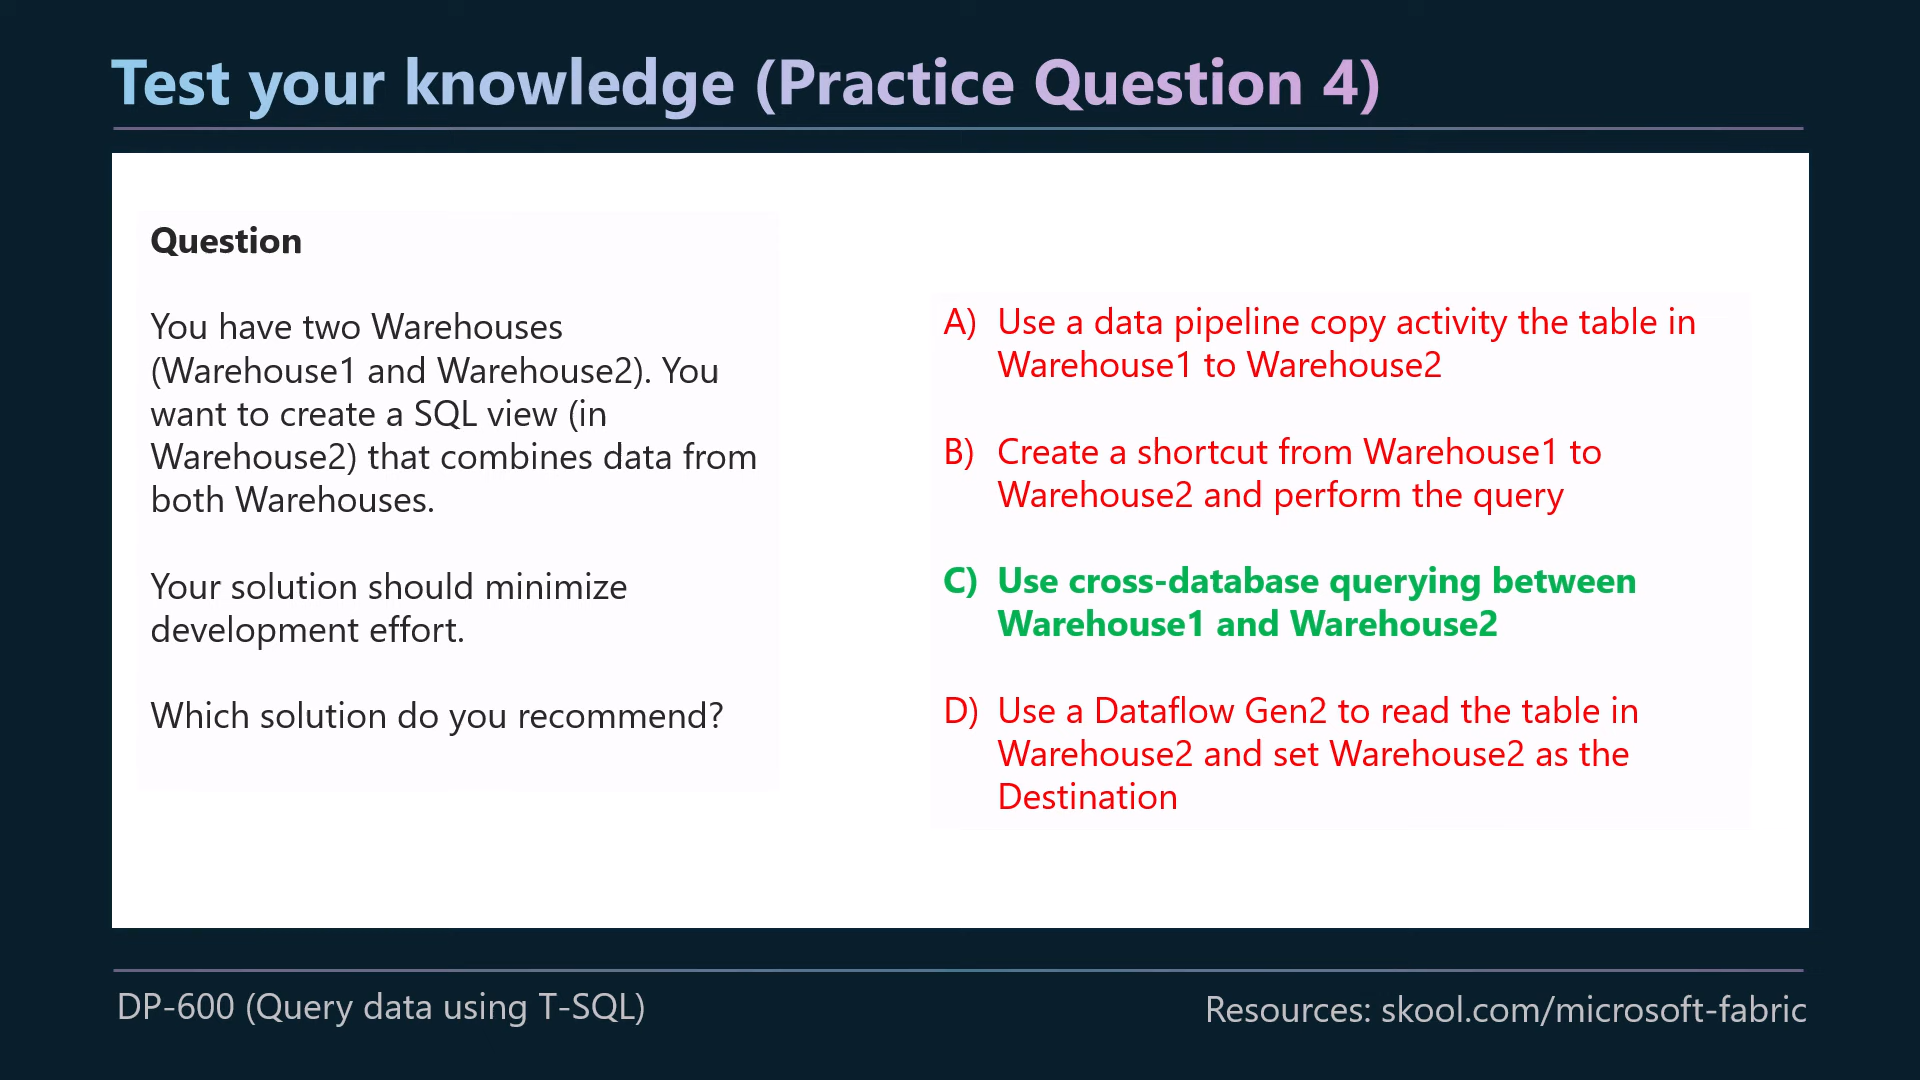 Test your knowledge (Practice Question 4)
Question
You have two Warehouses
(Warehouse1 and Warehouse2). You
want to create a SQL view (in
Warehouse2) that combines data from
both Warehouses.
Your solution should minimize
development effort.
Which solution do you recommend?
A) Use a data pipeline copy activity the table in
Warehouse1 to Warehouse2
B) Create a shortcut from Warehouse1 to
Warehouse2 and perform the query
C) Use cross-database querying between
Warehouse1 and Warehouse2
D) Use a Dataflow Gen2 to read the table in
Warehouse2 and set Warehouse2 as the
Destination
DP-600 (Query data using T-SQL)
Resources: skool.com/microsoft-fabric